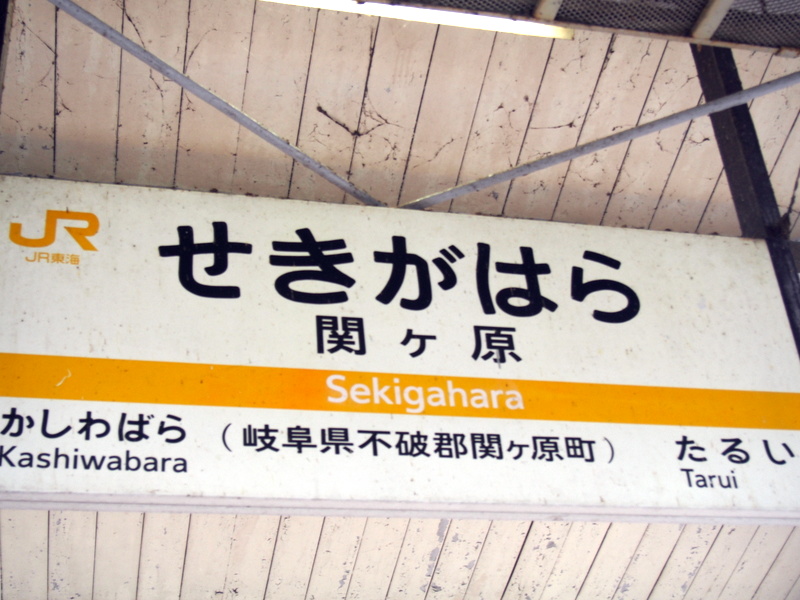 JR
JR東海
せきがはら
関ヶ原
Sekigahara
かしわばら
Kashiwabara
(岐阜県不破郡関ヶ原町)
たるい
Tarui